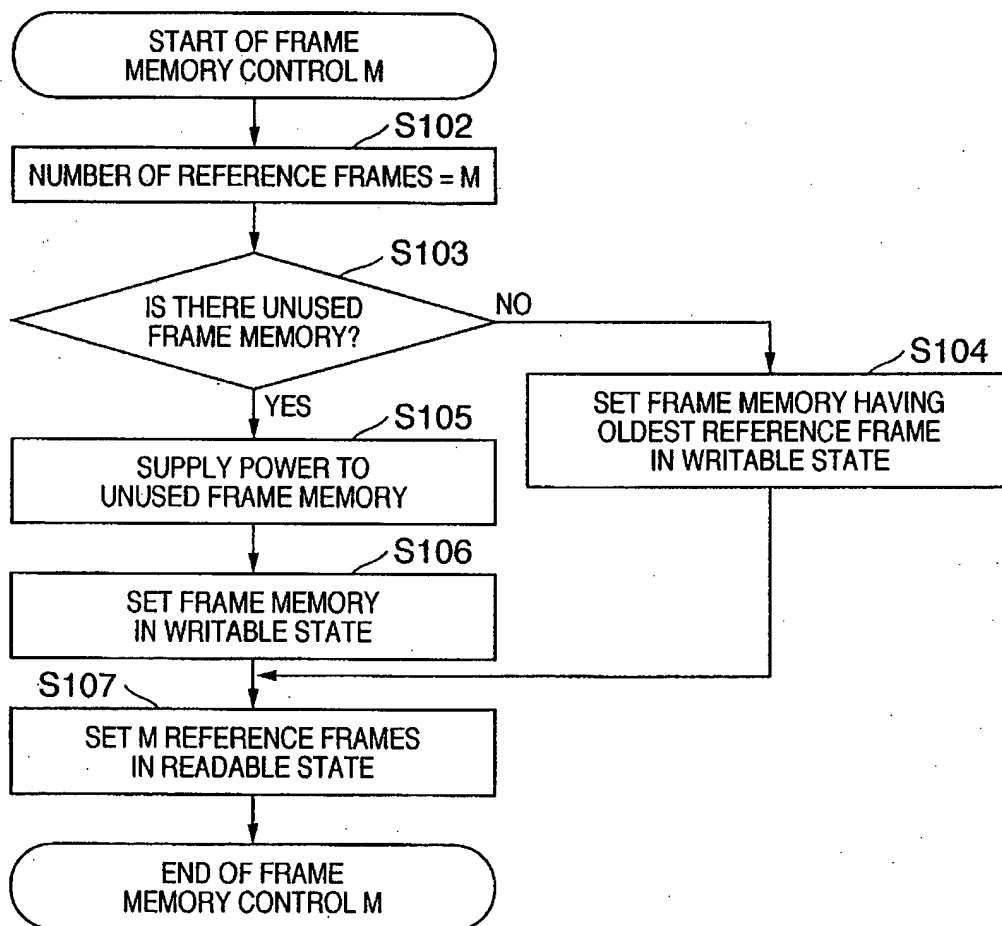 START OF FRAME
MEMORY CONTROL M
S102
NUMBER OF REFERENCE FRAMES = M
S103
IS THERE UNUSED
FRAME MEMORY?
NO
YES
S104
SET FRAME MEMORY HAVING
OLDEST REFERENCE FRAME
IN WRITABLE STATE
S105
SUPPLY POWER TO
UNUSED FRAME MEMORY
S106
SET FRAME MEMORY
IN WRITABLE STATE
S107
SET M REFERENCE FRAMES
IN READABLE STATE
END OF FRAME
MEMORY CONTROL M